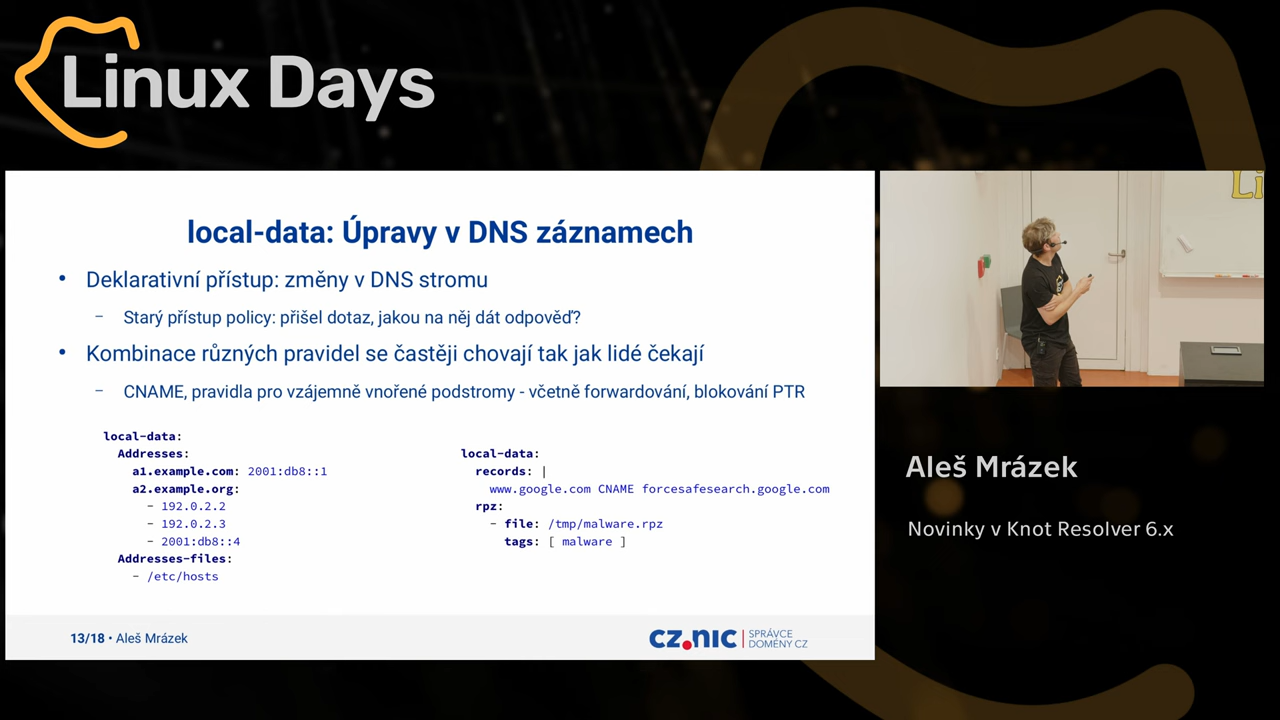 Linux Days
local-data: Úpravy v DNS záznamech
• Deklarativní přístup: změny v DNS stromu
– Starý přístup policy: přišel dotaz, jakou na něj dát odpověď?
• Kombinace různých pravidel se častěji chovají tak jak lidé čekají
– CNAME, pravidla pro vzájemně vnořené podstromy - včetně forwardování, blokování PTR
local-data:
Addresses:
a1.example.com: 2001:db8::1
a2.example.org:
- 192.0.2.2
- 192.0.2.3
- 2001:db8::4
Addresses-files:
- /etc/hosts
local-data:
records: |
www.google.com CNAME forcesafesearch.google.com
rpz:
- file: /tmp/malware.rpz
tags: [ malware ]
13/18 • Aleš Mrázek
cz.nic | SPRÁVCE
DOMÉNY CZ
Li
Aleš Mrázek
Novinky v Knot Resolver 6.x